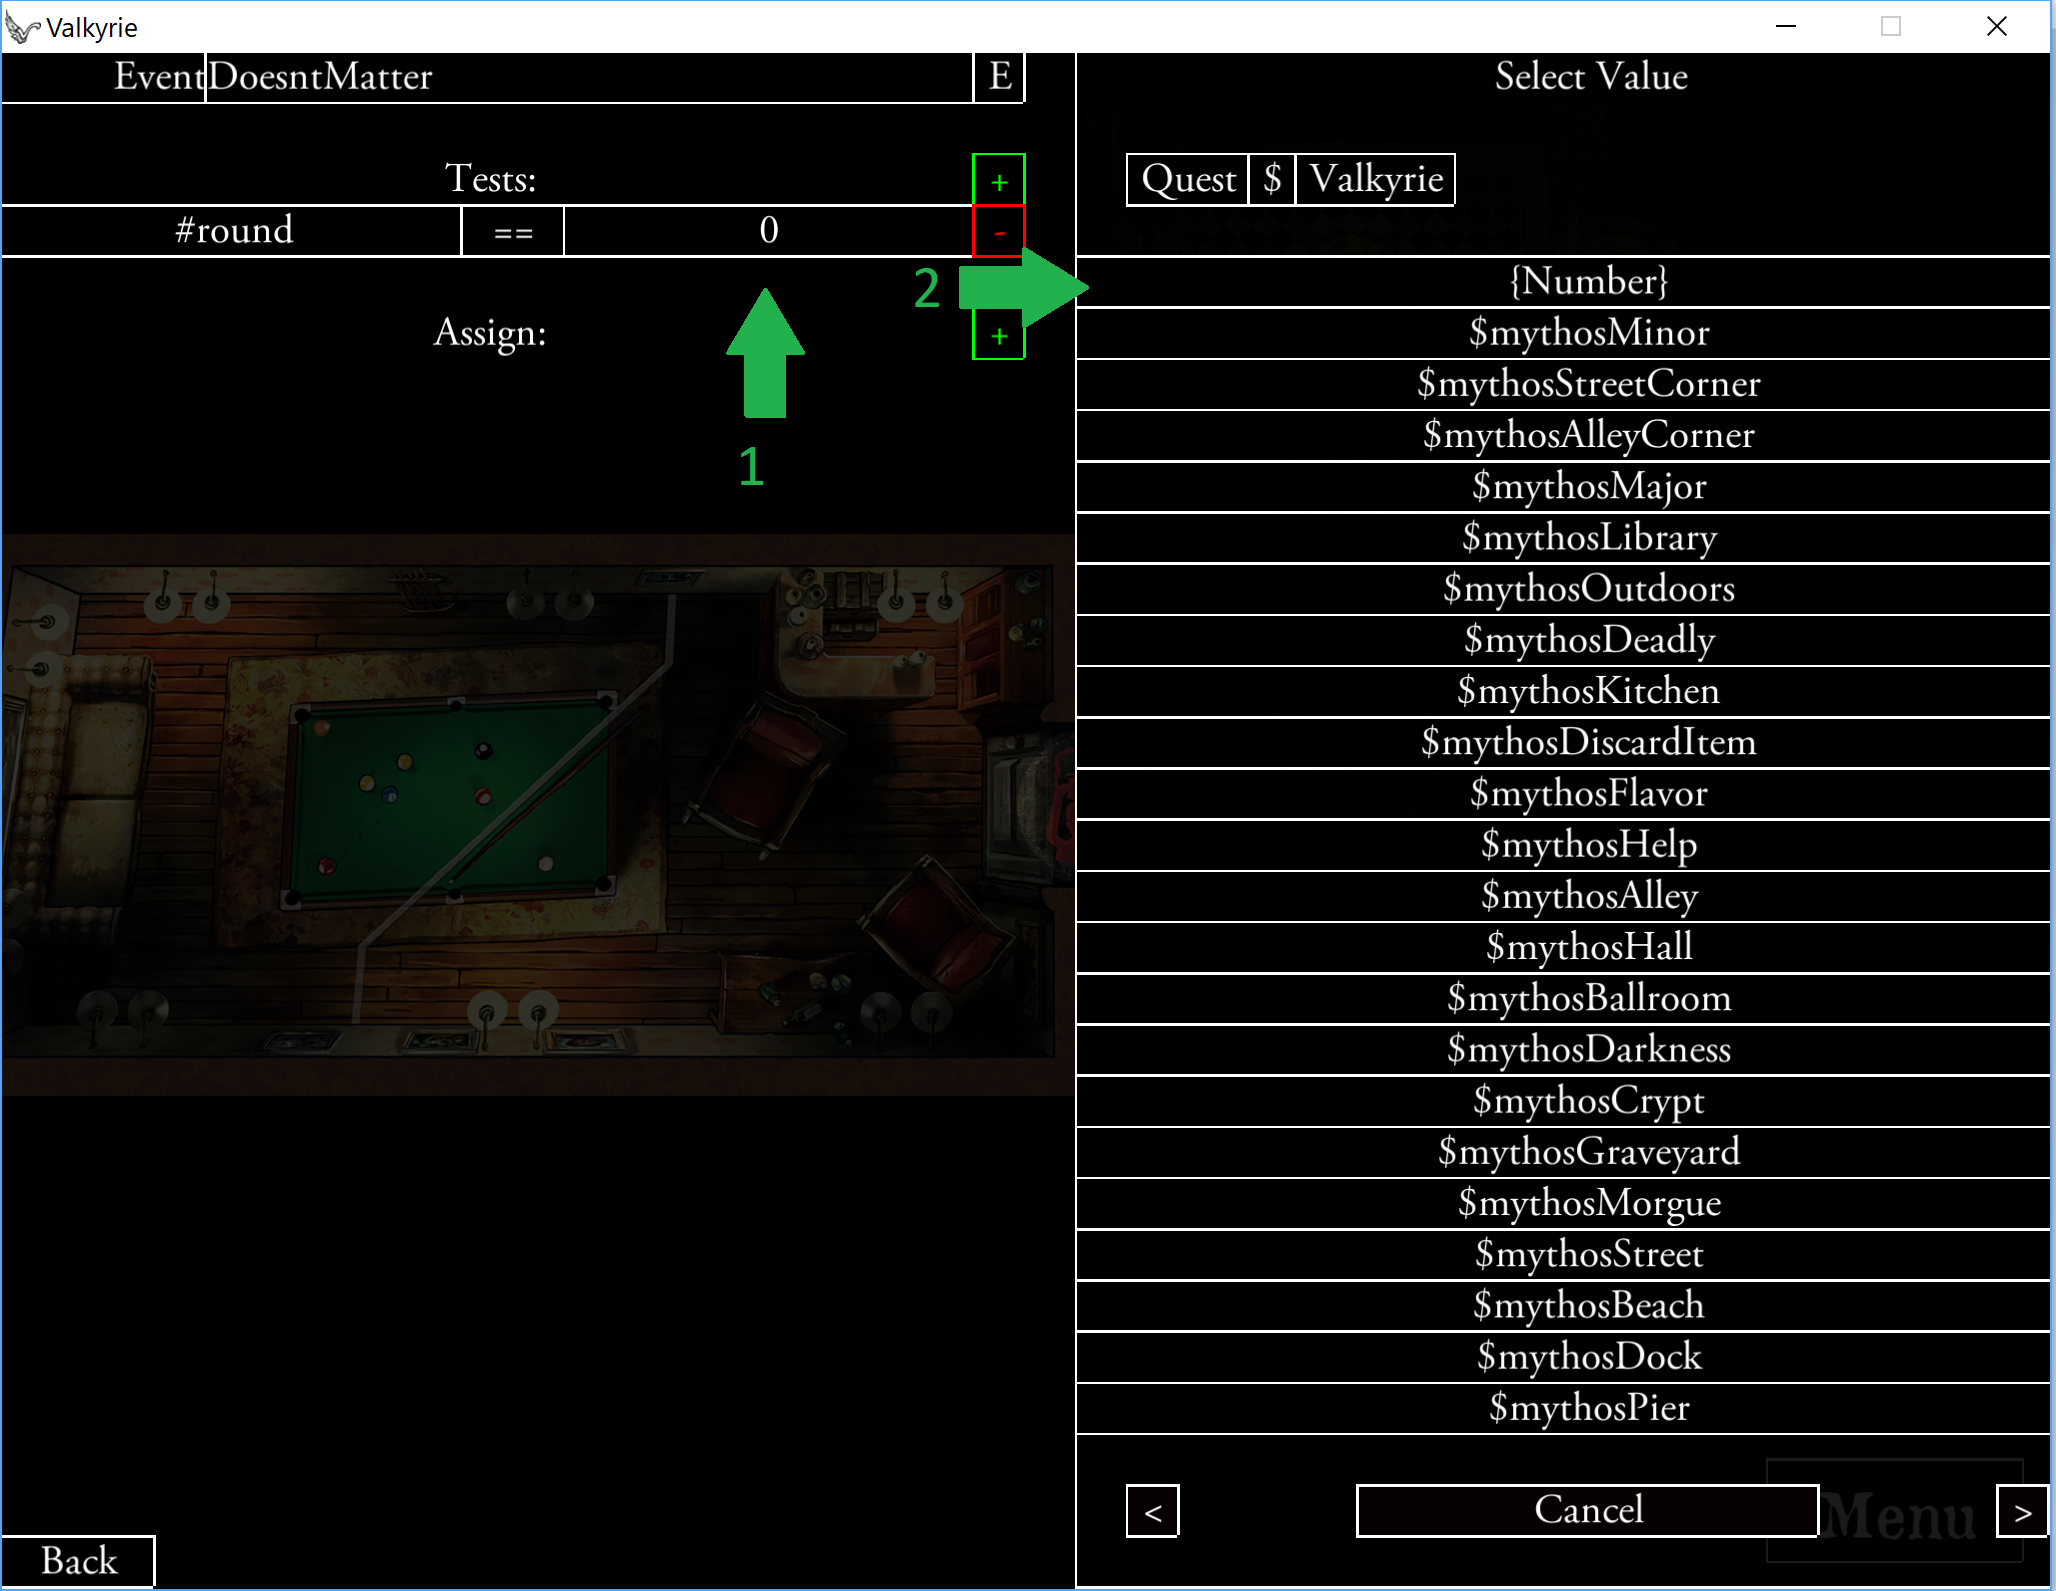 Valkyrie
Event DoesntMatter E
Tests: +
#round == 0 -
Assign: +
1
2
Back
Select Value
Quest $ Valkyrie
{Number}
$mythosMinor
$mythosStreetCorner
$mythosAlleyCorner
$mythosMajor
$mythosLibrary
$mythosOutdoors
$mythosDeadly
$mythosKitchen
$mythosDiscardItem
$mythosFlavor
$mythosHelp
$mythosAlley
$mythosHall
$mythosBallroom
$mythosDarkness
$mythosCrypt
$mythosGraveyard
$mythosMorgue
$mythosStreet
$mythosBeach
$mythosDock
$mythosPier
< Cancel Menu >